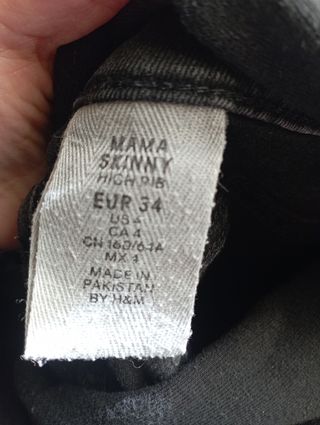 MAMA
SKINNY
HIGH RIB
EUR 34
US 4
CA 4
CN 160/64A
MX 4
MADE IN
PAKISTAN
BY H&M